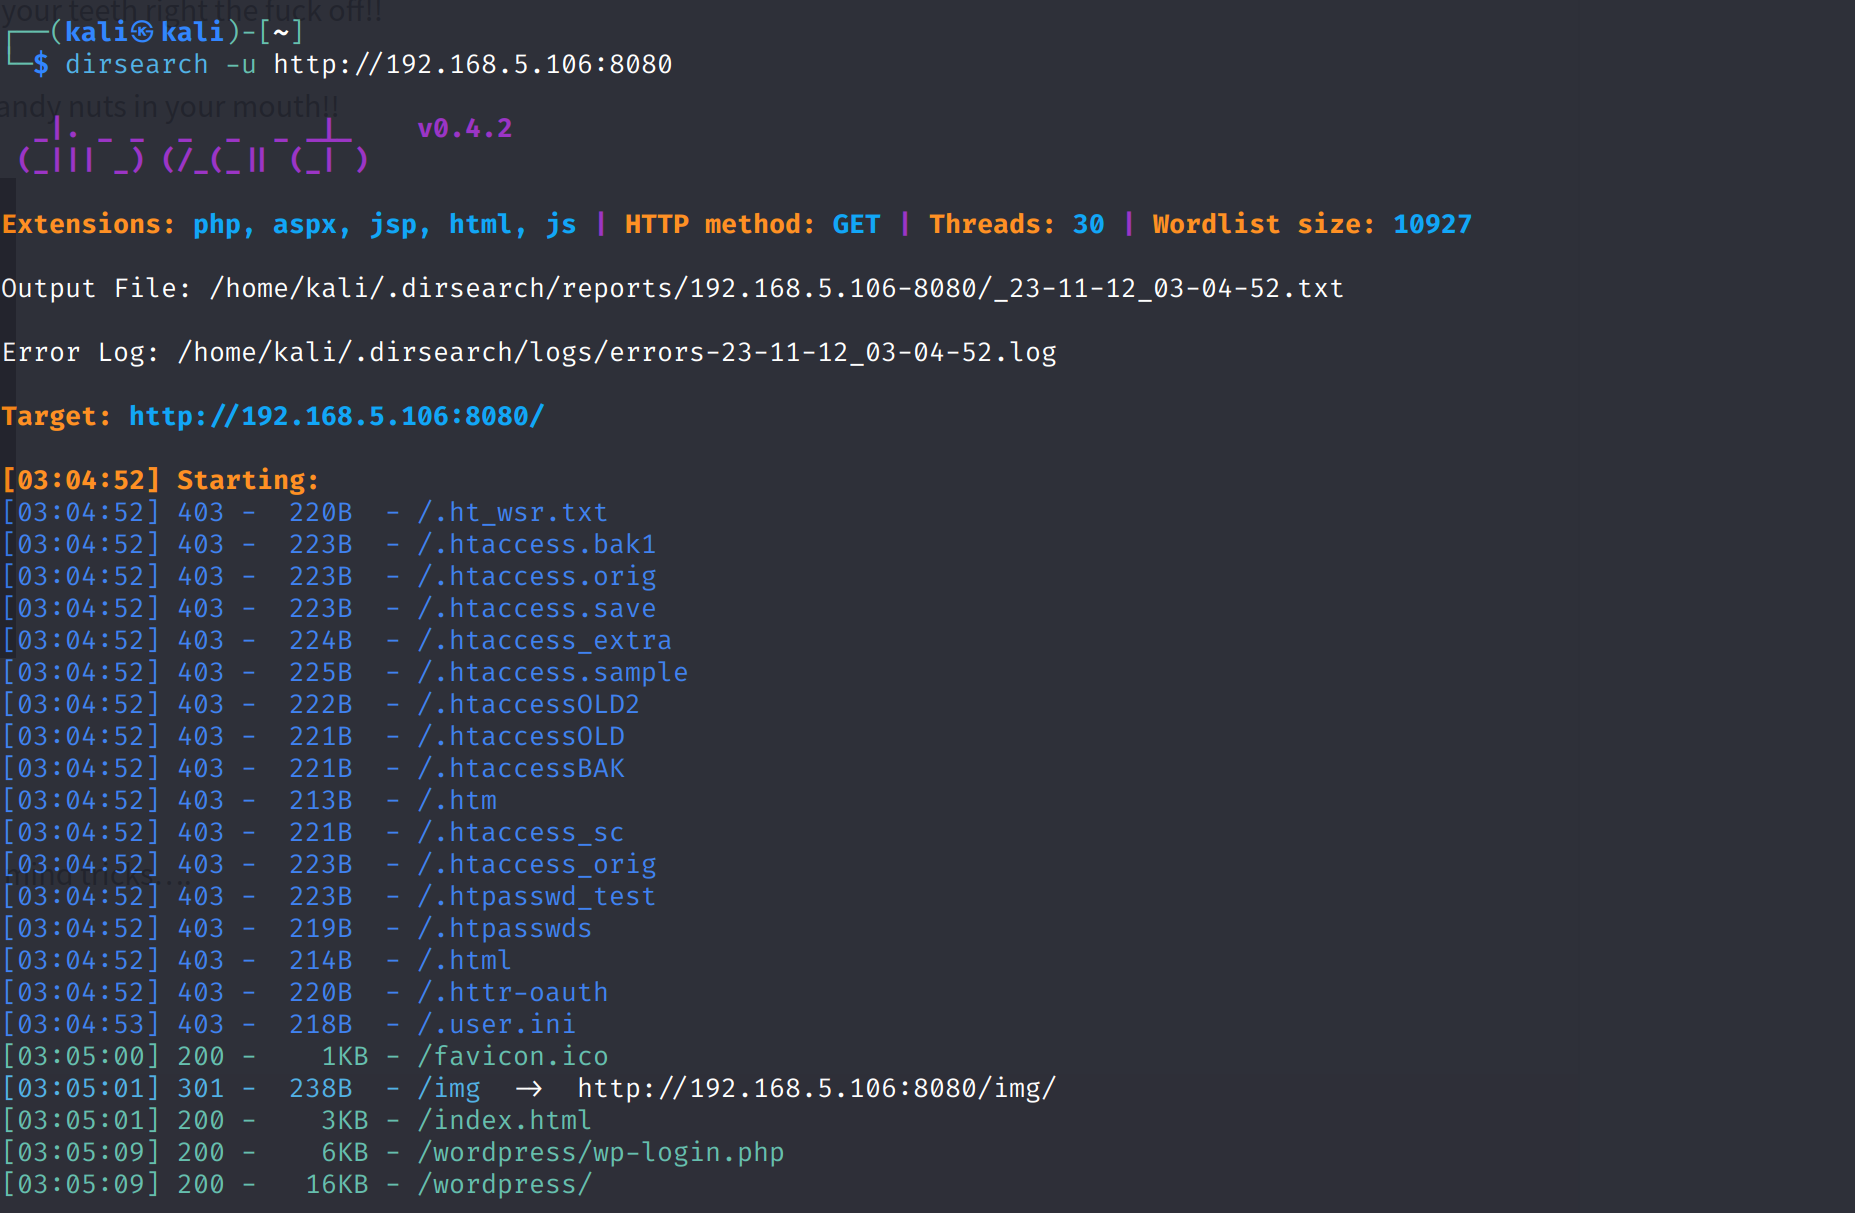 your teeth right the fuck off!!
┌──(kali㉿kali)-[~]
└─$ dirsearch -u http://192.168.5.106:8080
andy nuts in your mouth!!
  _|. _ _  _  _  _ _|_    v0.4.2
 (_||| _) (/_(_|| (_| )
Extensions: php, aspx, jsp, html, js | HTTP method: GET | Threads: 30 | Wordlist size: 10927
Output File: /home/kali/.dirsearch/reports/192.168.5.106-8080/_23-11-12_03-04-52.txt
Error Log: /home/kali/.dirsearch/logs/errors-23-11-12_03-04-52.log
Target: http://192.168.5.106:8080/
[03:04:52] Starting:
[03:04:52] 403 -  220B  - /.ht_wsr.txt
[03:04:52] 403 -  223B  - /.htaccess.bak1
[03:04:52] 403 -  223B  - /.htaccess.orig
[03:04:52] 403 -  223B  - /.htaccess.save
[03:04:52] 403 -  224B  - /.htaccess_extra
[03:04:52] 403 -  225B  - /.htaccess.sample
[03:04:52] 403 -  222B  - /.htaccessOLD2
[03:04:52] 403 -  221B  - /.htaccessOLD
[03:04:52] 403 -  221B  - /.htaccessBAK
[03:04:52] 403 -  213B  - /.htm
[03:04:52] 403 -  221B  - /.htaccess_sc
[03:04:52] 403 -  223B  - /.htaccess_orig
mind tricks....
[03:04:52] 403 -  223B  - /.htpasswd_test
[03:04:52] 403 -  219B  - /.htpasswds
[03:04:52] 403 -  214B  - /.html
[03:04:52] 403 -  220B  - /.httr-oauth
[03:04:53] 403 -  218B  - /.user.ini
[03:05:00] 200 -    1KB - /favicon.ico
[03:05:01] 301 -  238B  - /img  ->  http://192.168.5.106:8080/img/
[03:05:01] 200 -    3KB - /index.html
[03:05:09] 200 -    6KB - /wordpress/wp-login.php
[03:05:09] 200 -   16KB - /wordpress/